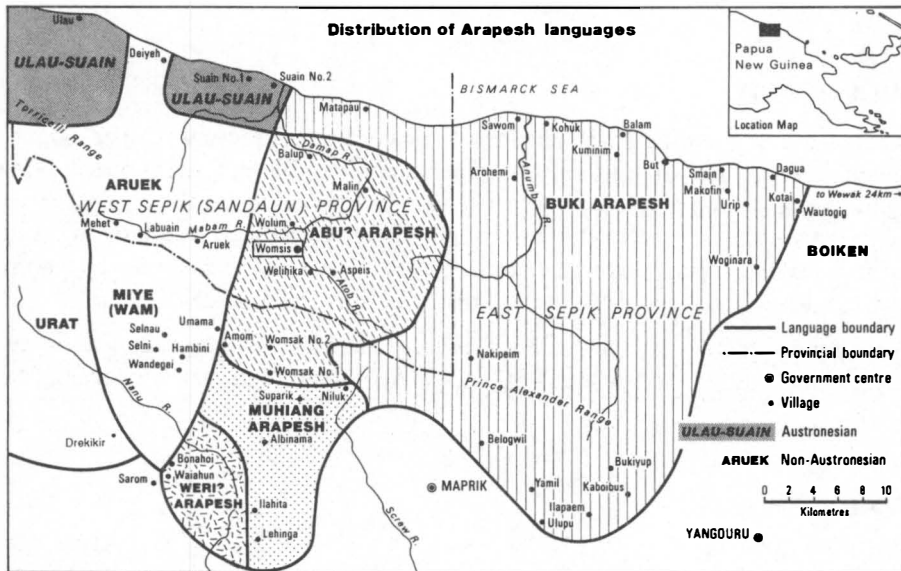 Distribution of Arapesh languages
Ulau
ULAU-SUAIN
Deiyeh
Suain No.1
Suain No.2
ULAU-SUAIN
Matapau
BISMARCK SEA
PAPUA
NEW GUINEA
Location Map
Torricelli Range
Balup
Damap R.
Malin
Sawom
Kohuk
Balam
Kuminim
But
Arohemi
Anumb R.
Smain
Dagua
Makofin
Urip
Kotai
to Wewak 24km
Wautogig
ARUEK
WEST SEPIK (SANDAUN) PROVINCE
BUKI ARAPESH
Mehet
Labuain
Mabam R.
Aruek
Wolum
ABU? ARAPESH
Womsis
Welihika
Aspeis
Atob R.
BOIKEN
Woginara
EAST SEPIK PROVINCE
MIYE
(WAM)
URAT
Umama
Selnau
Selni
Hambini
Wandegei
Amom
Womsak No.2
Womsak No.1
Nakipeim
Prince Alexander Range
Nanu R.
Suparik
Niluk
MUHIANG
ARAPESH
Albinama
Drekikir
Belogwil
Bonahoi
Waiahun
Sarom
WERI?
ARAPESH
MAPRIK
Bukiyup
Yamil
Kaboibus
Ilahita
Ilapaem
Ulupu
Lehinga
Screw R.
Language boundary
Provincial boundary
Government centre
Village
ULAU-SUAIN Austronesian
ARUEK Non-Austronesian
0 2 4 6 8 10
Kilometres
YANGOURU